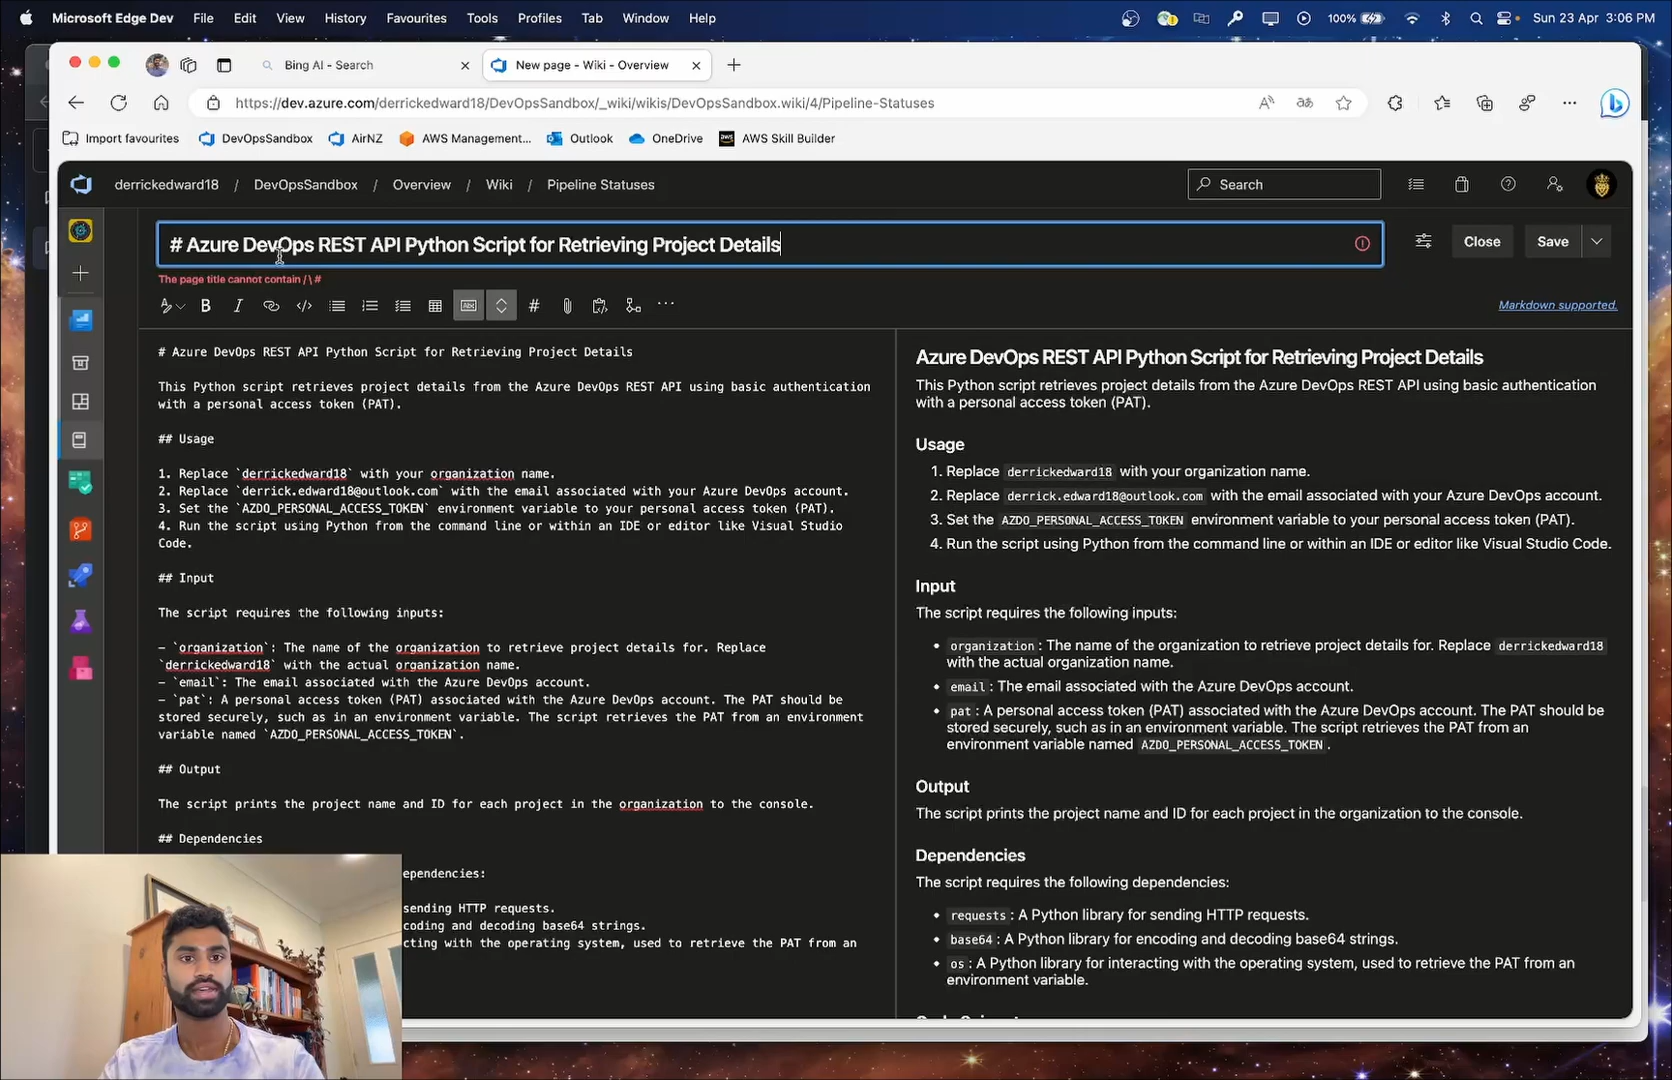 Microsoft Edge Dev File Edit View History Favourites Tools Profiles Tab Window Help 100% Sun 23 Apr 3:06 PM
Bing AI - Search New page - Wiki - Overview
https://dev.azure.com/derrickedward18/DevOpsSandbox/_wiki/wikis/DevOpsSandbox.wiki/4/Pipeline-Statuses
Import favourites DevOpsSandbox AirNZ AWS Management... Outlook OneDrive AWS Skill Builder
derrickedward18 / DevOpsSandbox / Overview / Wiki / Pipeline Statuses Search
# Azure DevOps REST API Python Script for Retrieving Project Details Close Save
The page title cannot contain / \ #
Markdown supported.
# Azure DevOps REST API Python Script for Retrieving Project Details
This Python script retrieves project details from the Azure DevOps REST API using basic authentication
with a personal access token (PAT).
## Usage
1. Replace `derrickedward18` with your organization name.
2. Replace `derrick.edward18@outlook.com` with the email associated with your Azure DevOps account.
3. Set the `AZDO_PERSONAL_ACCESS_TOKEN` environment variable to your personal access token (PAT).
4. Run the script using Python from the command line or within an IDE or editor like Visual Studio
Code.
## Input
The script requires the following inputs:
- `organization`: The name of the organization to retrieve project details for. Replace
`derrickedward18` with the actual organization name.
- `email`: The email associated with the Azure DevOps account.
- `pat`: A personal access token (PAT) associated with the Azure DevOps account. The PAT should be
stored securely, such as in an environment variable. The script retrieves the PAT from an environment
variable named `AZDO_PERSONAL_ACCESS_TOKEN`.
## Output
The script prints the project name and ID for each project in the organization to the console.
## Dependencies
ependencies:
sending HTTP requests.
coding and decoding base64 strings.
cting with the operating system, used to retrieve the PAT from an
Azure DevOps REST API Python Script for Retrieving Project Details
This Python script retrieves project details from the Azure DevOps REST API using basic authentication
with a personal access token (PAT).
Usage
1. Replace derrickedward18 with your organization name.
2. Replace derrick.edward18@outlook.com with the email associated with your Azure DevOps account.
3. Set the AZDO_PERSONAL_ACCESS_TOKEN environment variable to your personal access token (PAT).
4. Run the script using Python from the command line or within an IDE or editor like Visual Studio Code.
Input
The script requires the following inputs:
• organization: The name of the organization to retrieve project details for. Replace derrickedward18
with the actual organization name.
• email: The email associated with the Azure DevOps account.
• pat: A personal access token (PAT) associated with the Azure DevOps account. The PAT should be
stored securely, such as in an environment variable. The script retrieves the PAT from an
environment variable named AZDO_PERSONAL_ACCESS_TOKEN.
Output
The script prints the project name and ID for each project in the organization to the console.
Dependencies
The script requires the following dependencies:
• requests: A Python library for sending HTTP requests.
• base64: A Python library for encoding and decoding base64 strings.
• os: A Python library for interacting with the operating system, used to retrieve the PAT from an
environment variable.